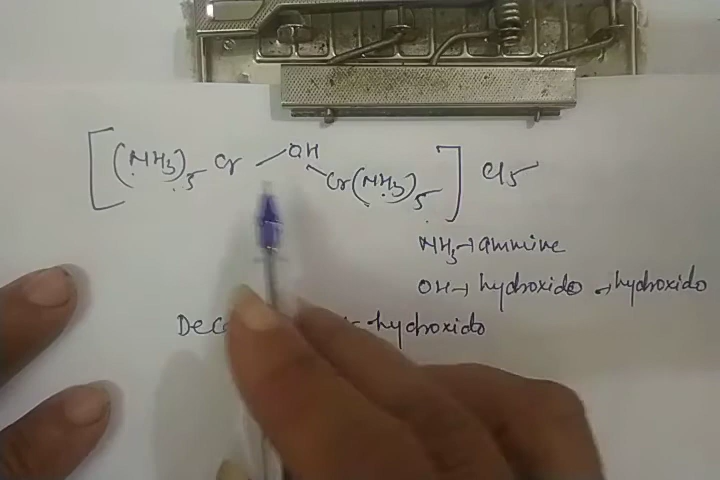 [(NH3)5 Cr OH Cr(NH3)5] Cl5
NH3→ammine
OH→ hydroxido → hydroxido
hydroxido